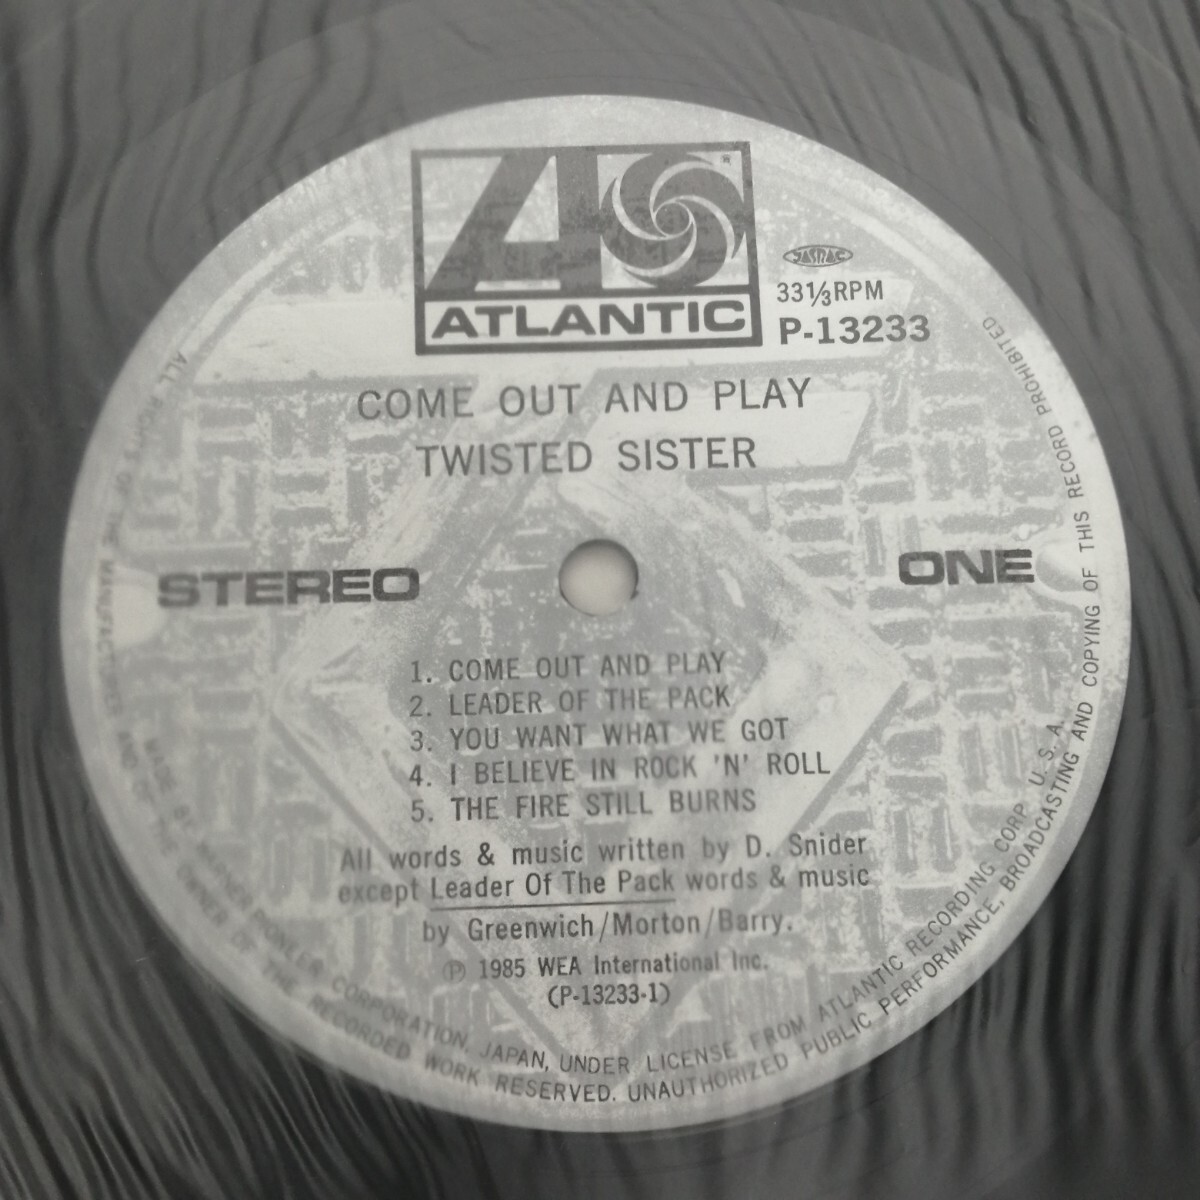 ATLANTIC
®
JASRAC
33⅓RPM
P-13233
COME OUT AND PLAY
TWISTED SISTER
STEREO
ONE
1. COME OUT AND PLAY
2. LEADER OF THE PACK
3. YOU WANT WHAT WE GOT
4. I BELIEVE IN ROCK 'N' ROLL
5. THE FIRE STILL BURNS
All words & music written by D. Snider
except Leader Of The Pack words & music
by Greenwich/Morton/Barry.
Ⓟ 1985 WEA International Inc.
(P-13233-1)
MADE BY WARNER-PIONEER CORPORATION, JAPAN, UNDER LICENSE FROM ATLANTIC RECORDING CORP. U. S. A.
ALL RIGHTS OF THE MANUFACTURER AND OF THE OWNER OF THE RECORDED WORK RESERVED. UNAUTHORIZED PUBLIC PERFORMANCE, BROADCASTING AND COPYING OF THIS RECORD PROHIBITED